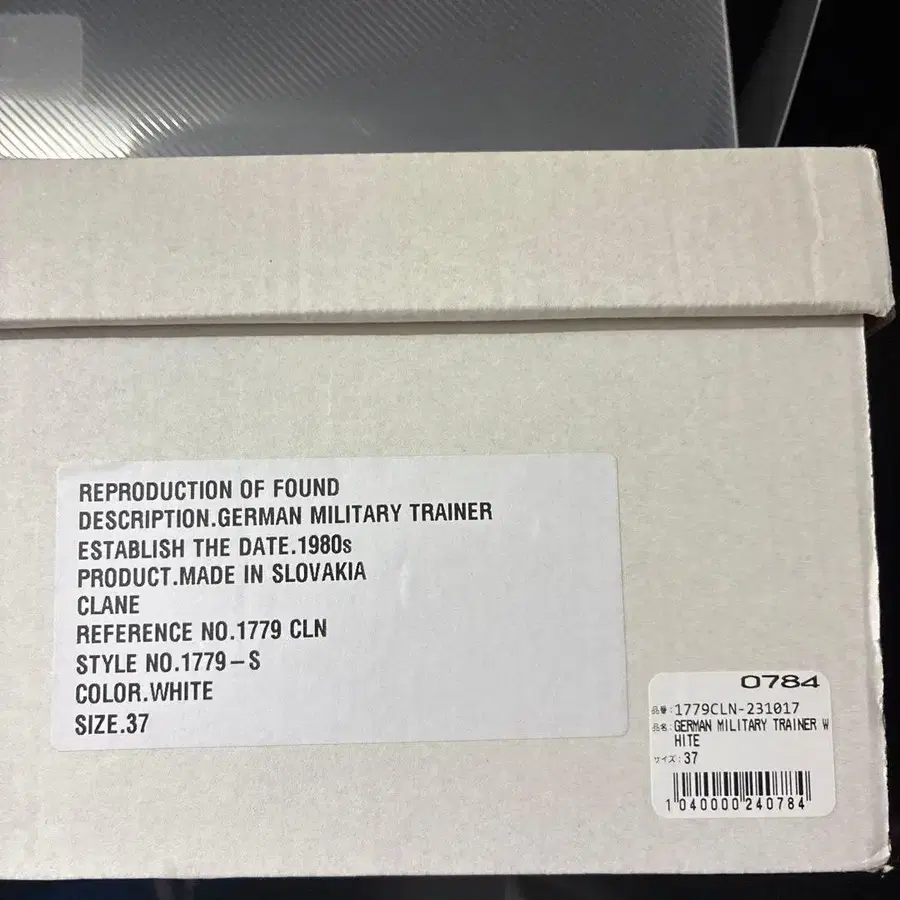 REPRODUCTION OF FOUND
DESCRIPTION.GERMAN MILITARY TRAINER
ESTABLISH THE DATE.1980s
PRODUCT.MADE IN SLOVAKIA
CLANE
REFERENCE NO.1779 CLN
STYLE NO.1779-S
COLOR.WHITE
SIZE.37
0784
品番:1779CLN-231017
品名:GERMAN MILITARY TRAINER W
HITE
サイズ:37
1040000240784